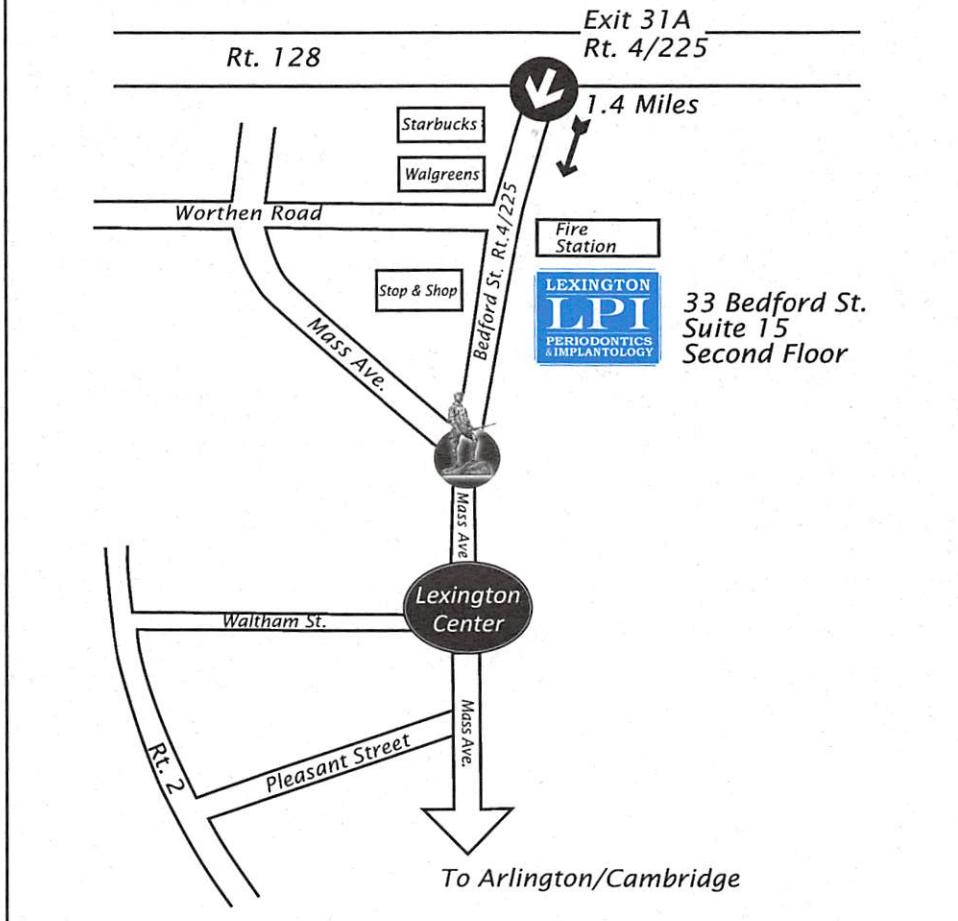 Exit 31A
Rt. 4/225
Rt. 128
1.4 Miles
Starbucks
Walgreens
Worthen Road
Bedford St. Rt.4/225
Fire
Station
Stop & Shop
LEXINGTON
LPI
PERIODONTICS
& IMPLANTOLOGY
33 Bedford St.
Suite 15
Second Floor
Mass Ave.
Mass Ave
Lexington
Center
Waltham St.
Mass Ave.
Pleasant Street
Rt. 2
To Arlington/Cambridge